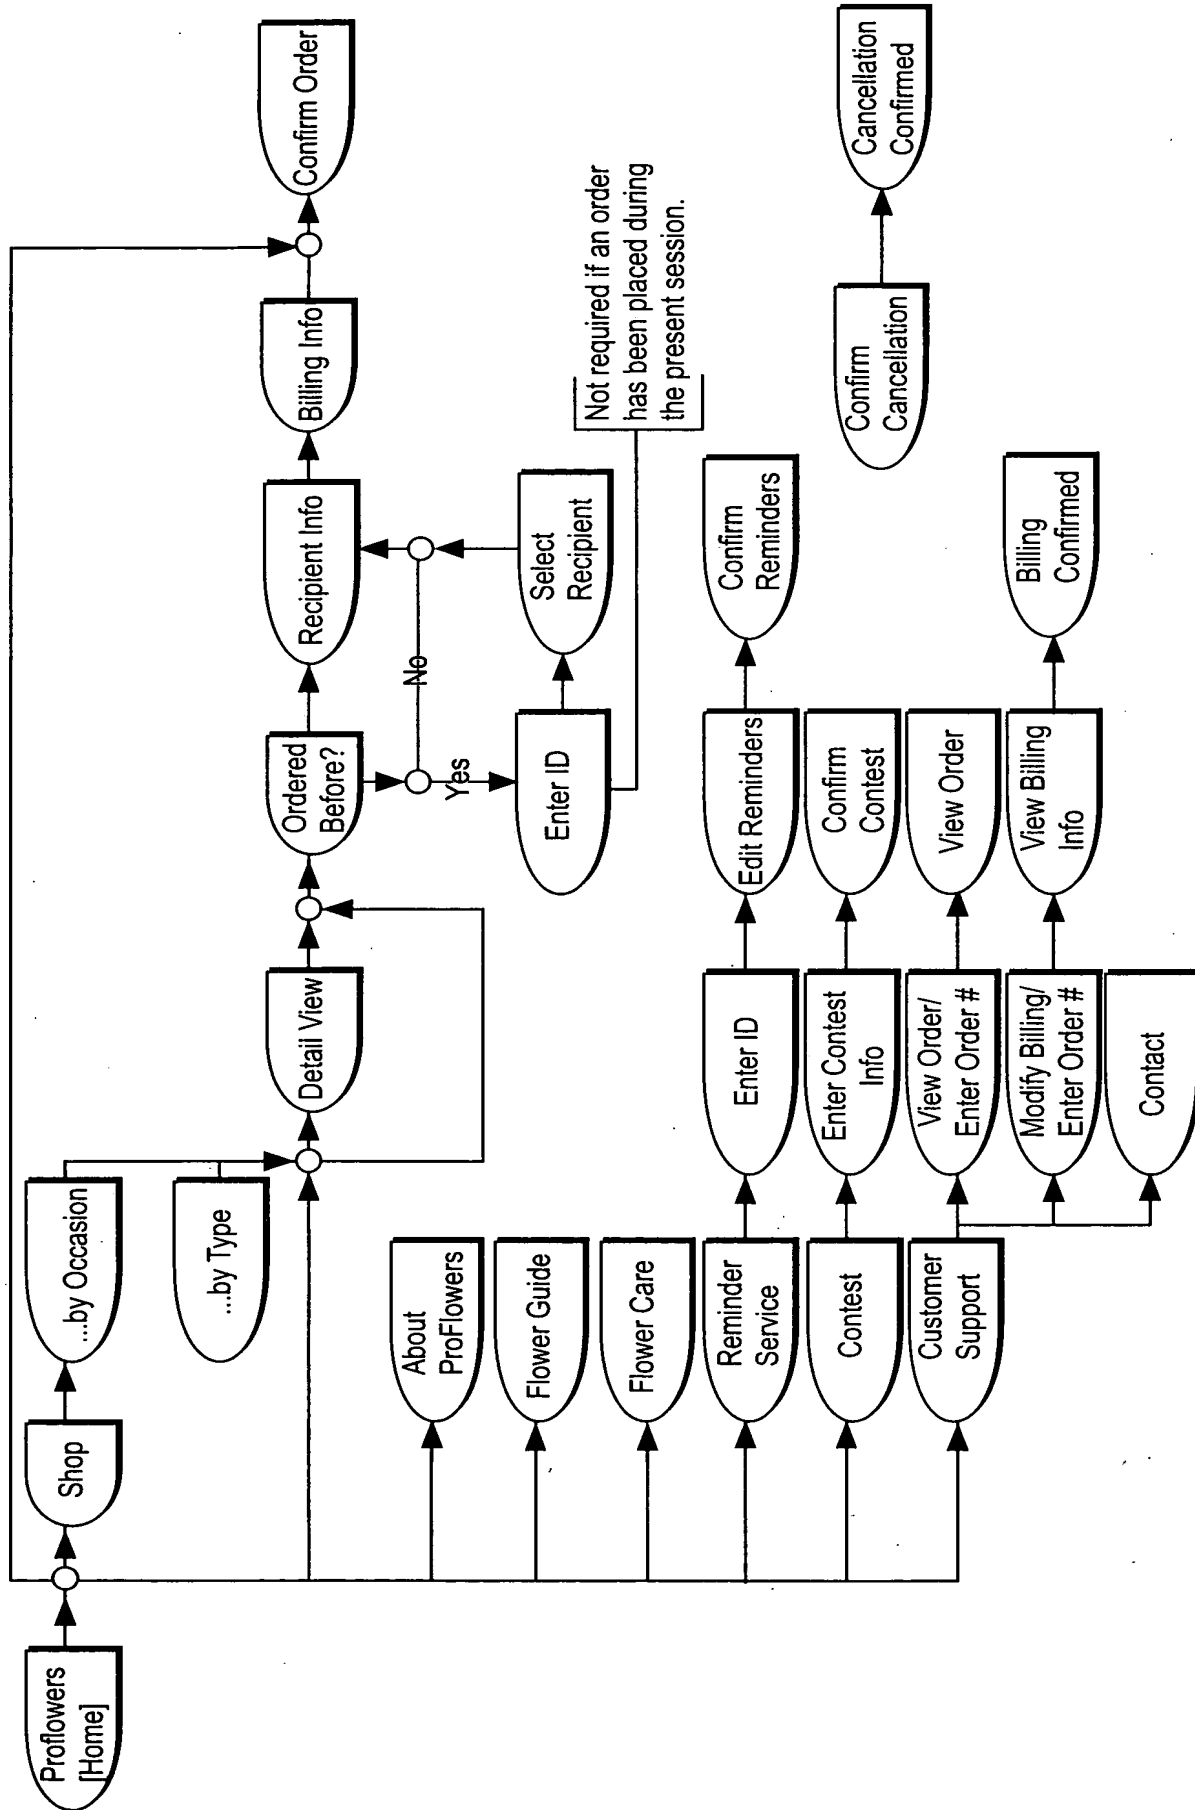 Proflowers
[Home]
Shop
...by Occasion
...by Type
Detail View
Ordered
Before?
Recipient Info
Billing Info
Confirm Order
No
Yes
Enter ID
Select
Recipient
Not required if an order
has been placed during
the present session.
About
ProFlowers
Flower Guide
Flower Care
Reminder
Service
Enter ID
Edit Reminders
Confirm
Reminders
Contest
Enter Contest
Info
Confirm
Contest
Customer
Support
View Order/
Enter Order #
View Order
Modify Billing/
Enter Order #
View Billing
Info
Billing
Confirmed
Contact
Confirm
Cancellation
Cancellation
Confirmed